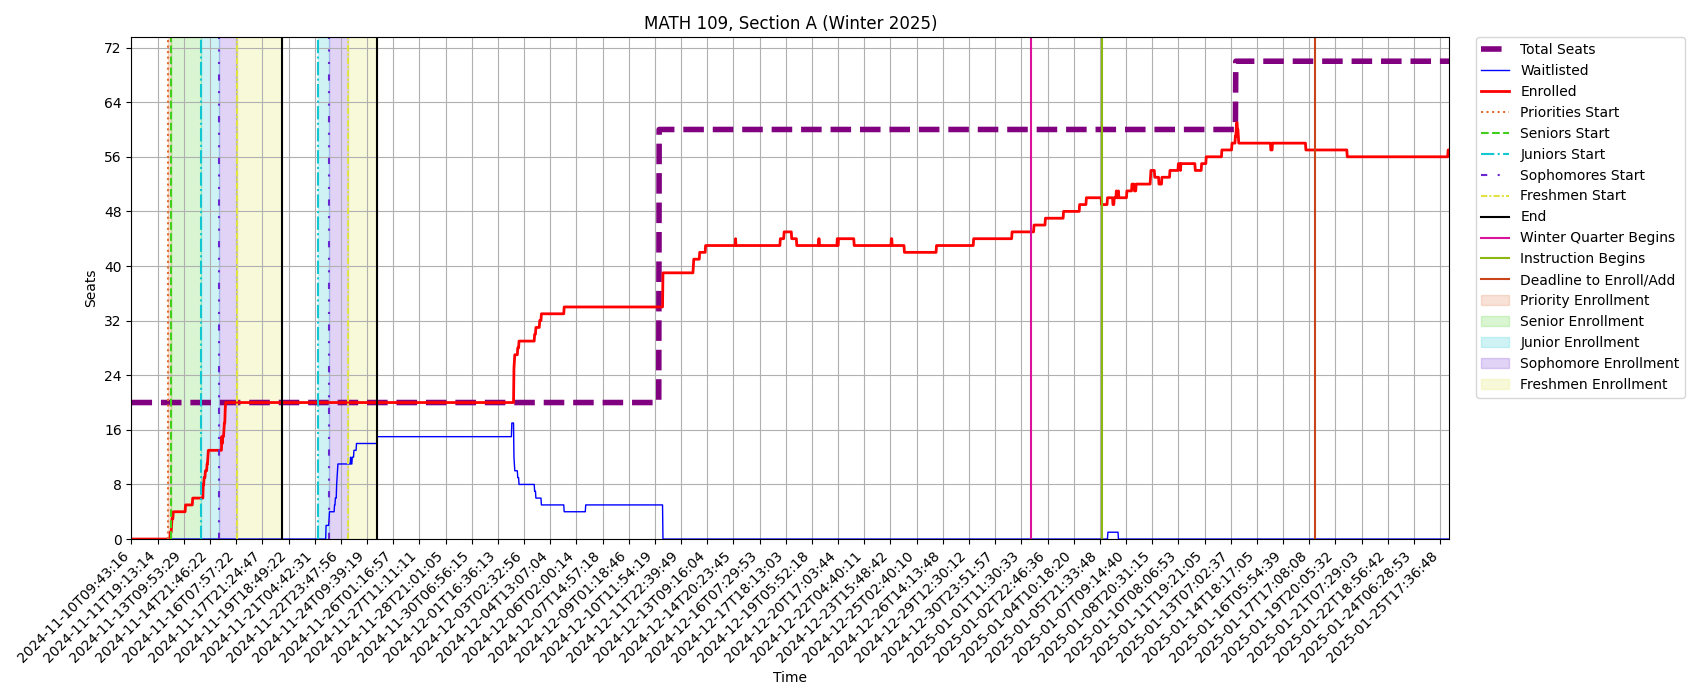 MATH 109, Section A (Winter 2025)
72
64
56
48
40
32
24
16
8
0
Seats
2024-11-10T09:43:16
2024-11-11T19:13:14
2024-11-13T09:53:29
2024-11-14T21:46:22
2024-11-16T07:57:22
2024-11-17T21:24:47
2024-11-19T18:49:22
2024-11-21T04:42:31
2024-11-22T23:47:56
2024-11-24T09:39:19
2024-11-26T01:16:57
2024-11-27T11:11:11
2024-11-28T21:01:05
2024-11-30T06:56:15
2024-12-01T16:36:13
2024-12-03T02:32:56
2024-12-04T13:07:04
2024-12-06T02:00:14
2024-12-07T14:57:18
2024-12-09T01:18:46
2024-12-10T11:54:19
2024-12-11T22:39:49
2024-12-13T09:16:04
2024-12-14T20:23:45
2024-12-16T07:29:53
2024-12-17T18:13:03
2024-12-19T05:52:18
2024-12-20T17:03:44
2024-12-22T04:40:11
2024-12-23T15:48:42
2024-12-25T02:40:10
2024-12-26T14:13:48
2024-12-29T12:30:12
2024-12-30T23:51:57
2025-01-01T11:30:33
2025-01-02T22:46:36
2025-01-04T10:18:20
2025-01-05T21:33:48
2025-01-07T09:14:40
2025-01-08T20:31:15
2025-01-10T08:06:53
2025-01-11T19:21:05
2025-01-13T07:02:37
2025-01-14T18:17:05
2025-01-16T05:54:39
2025-01-17T17:08:08
2025-01-19T20:05:32
2025-01-21T07:29:03
2025-01-22T18:56:42
2025-01-24T06:28:53
2025-01-25T17:36:48
Time
Total Seats
Waitlisted
Enrolled
Priorities Start
Seniors Start
Juniors Start
Sophomores Start
Freshmen Start
End
Winter Quarter Begins
Instruction Begins
Deadline to Enroll/Add
Priority Enrollment
Senior Enrollment
Junior Enrollment
Sophomore Enrollment
Freshmen Enrollment